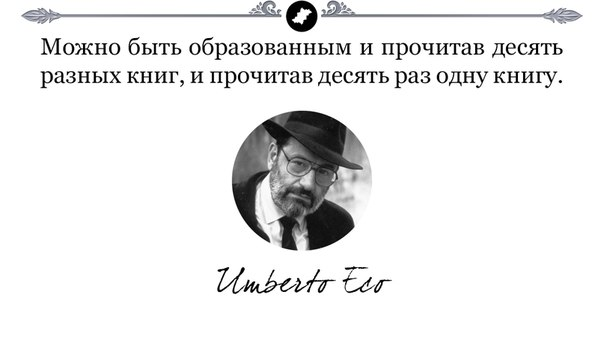 Можно быть образованным и прочитав десять
разных книг, и прочитав десять раз одну книгу.
Umberto Eco